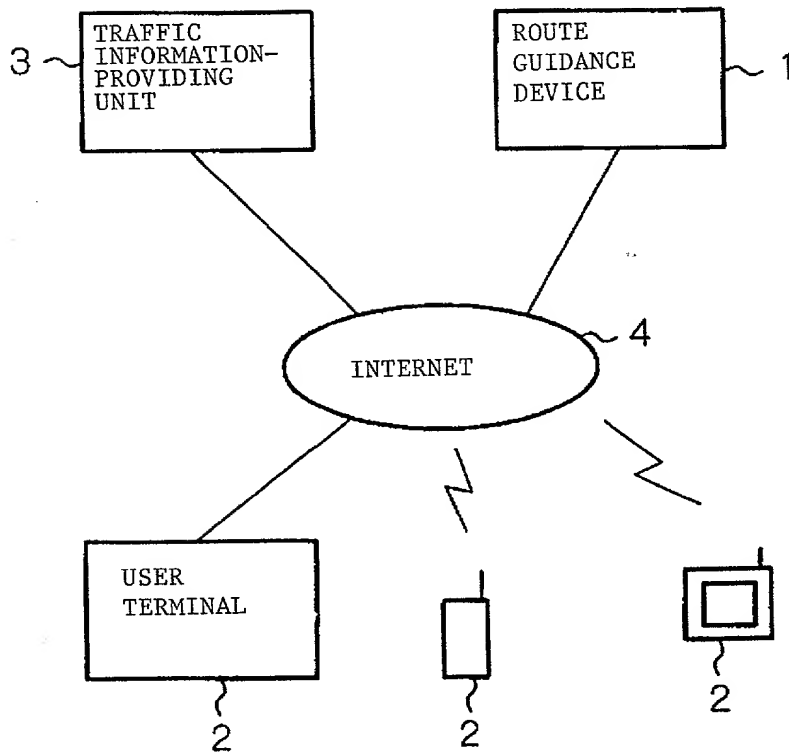 3
TRAFFIC
INFORMATION-
PROVIDING
UNIT
ROUTE
GUIDANCE
DEVICE
1
4
INTERNET
USER
TERMINAL
2
2
2